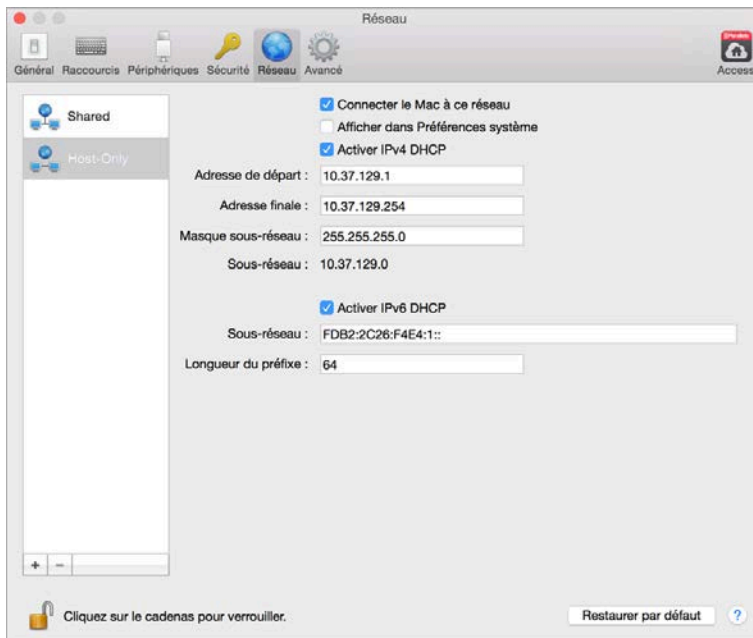 Réseau
Général Raccourcis Périphériques Sécurité Réseau Avancé
Access
Shared
Host-Only
Connecter le Mac à ce réseau
Afficher dans Préférences système
Activer IPv4 DHCP
Adresse de départ : 10.37.129.1
Adresse finale : 10.37.129.254
Masque sous-réseau : 255.255.255.0
Sous-réseau : 10.37.129.0
Activer IPv6 DHCP
Sous-réseau : FDB2:2C26:F4E4:1::
Longueur du préfixe : 64
+ −
Cliquez sur le cadenas pour verrouiller.
Restaurer par défaut ?